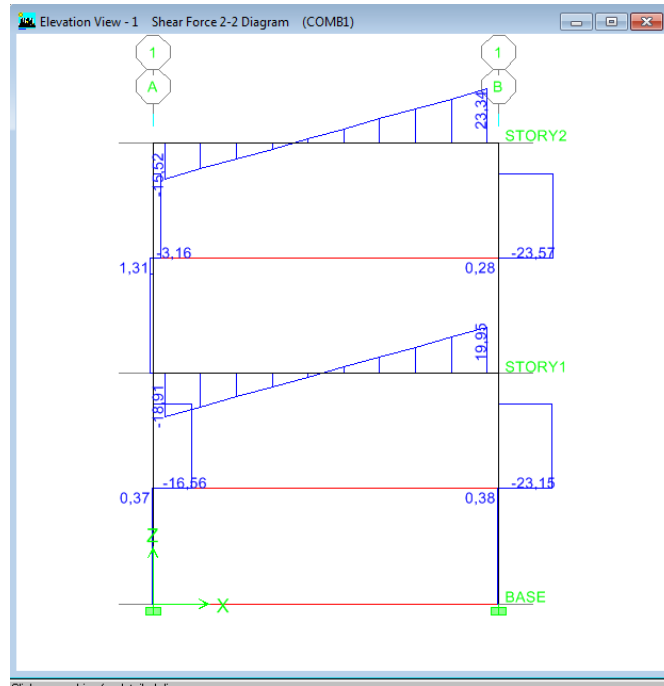 Elevation View - 1 Shear Force 2-2 Diagram (COMB1)
1 1
A B
23,34
STORY2
-15,52
-3,16 -23,57
1,31 0,28
19,95
STORY1
-18,91
-16,56 -23,15
0,37 0,38
Z
BASE
X